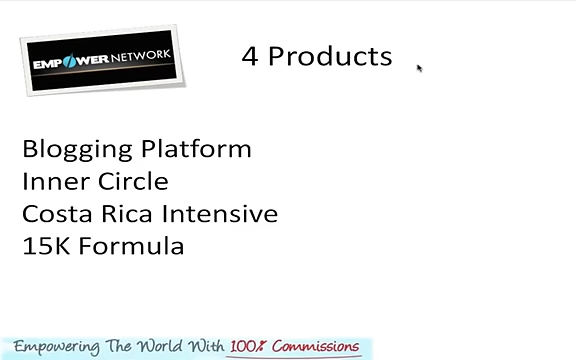 EMPOWER NETWORK
4 Products
Blogging Platform
Inner Circle
Costa Rica Intensive
15K Formula
Empowering The World With 100% Commissions